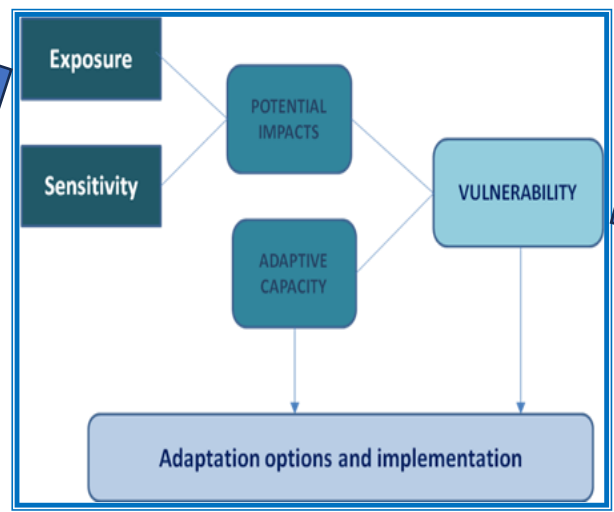 Exposure
POTENTIAL
IMPACTS
Sensitivity
VULNERABILITY
ADAPTIVE
CAPACITY
Adaptation options and implementation